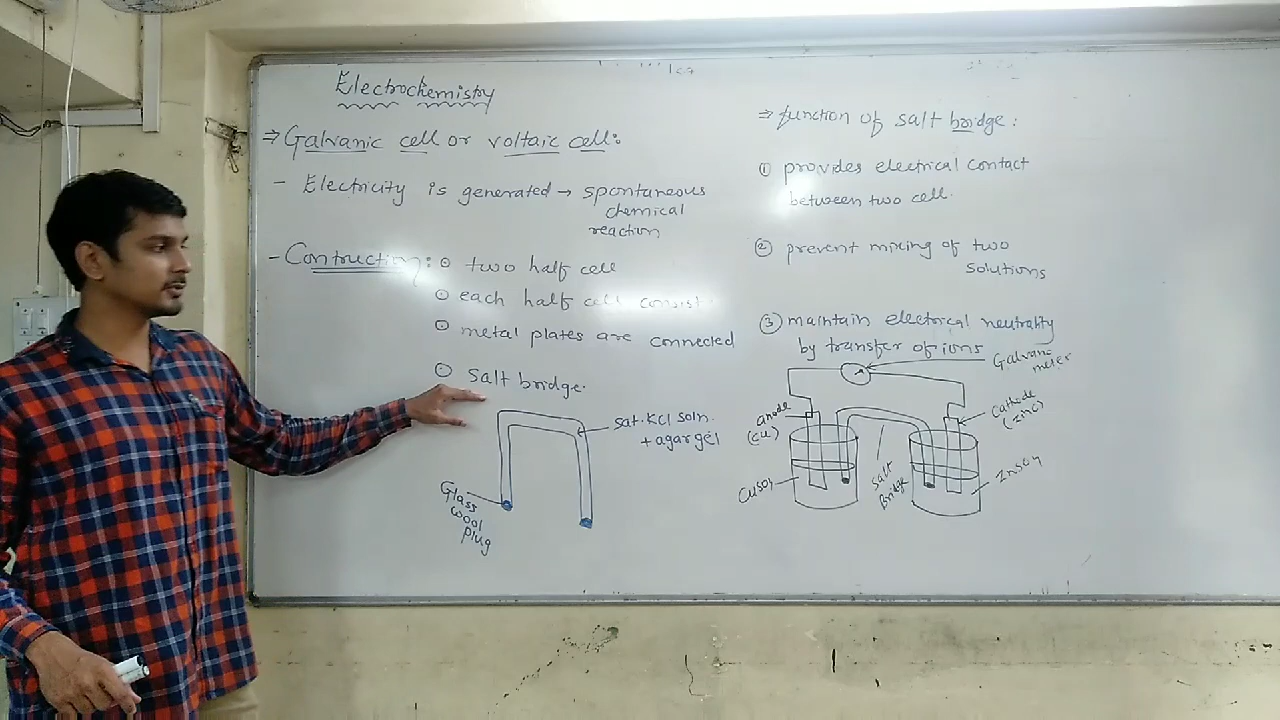 Electrochemistry
⇒ Galvanic cell or voltaic cell:
- Electricity is generated → spontaneous
chemical
reaction
- Contruction: ⊙ two half cell
⊙ each half cell consist
⊙ metal plates are connected
⊙ salt bridge.
sat. KCl soln.
+ agar gel
Glass
wool
plug
⇒ function of salt bridge:
① provides electrical contact
between two cell.
② prevent mixing of two
solutions
③ maintain electrical neutrality
by transfer of ions
Galvano
meter
anode
(Cu)
Cathode
(zinc)
CuSO4
salt
Bridge
ZnSO4